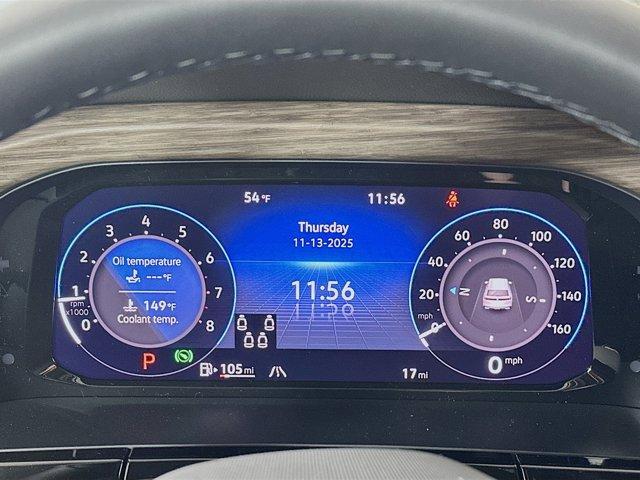 54°F
11:56
Thursday
11-13-2025
11:56
0 1 2 3 4 5 6 7 8
rpm
x1000
Oil temperature
---°F
149°F
Coolant temp.
P
105 mi
17 mi
20 40 60 80 100 120 140 160
mph
N
S
0 mph